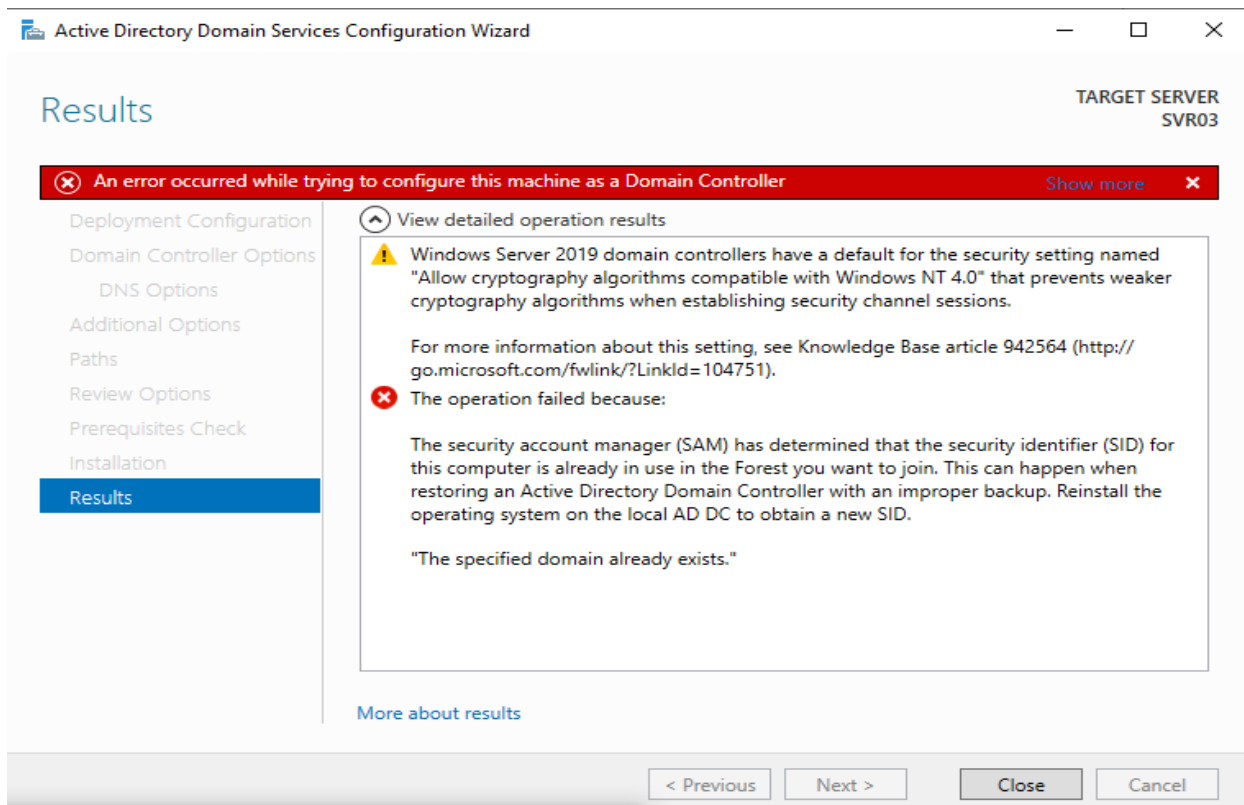 Active Directory Domain Services Configuration Wizard
Results
TARGET SERVER
SVR03
An error occurred while trying to configure this machine as a Domain Controller
Show more
Deployment Configuration
Domain Controller Options
DNS Options
Additional Options
Paths
Review Options
Prerequisites Check
Installation
Results
View detailed operation results
Windows Server 2019 domain controllers have a default for the security setting named
"Allow cryptography algorithms compatible with Windows NT 4.0" that prevents weaker
cryptography algorithms when establishing security channel sessions.
For more information about this setting, see Knowledge Base article 942564 (http://
go.microsoft.com/fwlink/?LinkId=104751).
The operation failed because:
The security account manager (SAM) has determined that the security identifier (SID) for
this computer is already in use in the Forest you want to join. This can happen when
restoring an Active Directory Domain Controller with an improper backup. Reinstall the
operating system on the local AD DC to obtain a new SID.
"The specified domain already exists."
More about results
< Previous
Next >
Close
Cancel